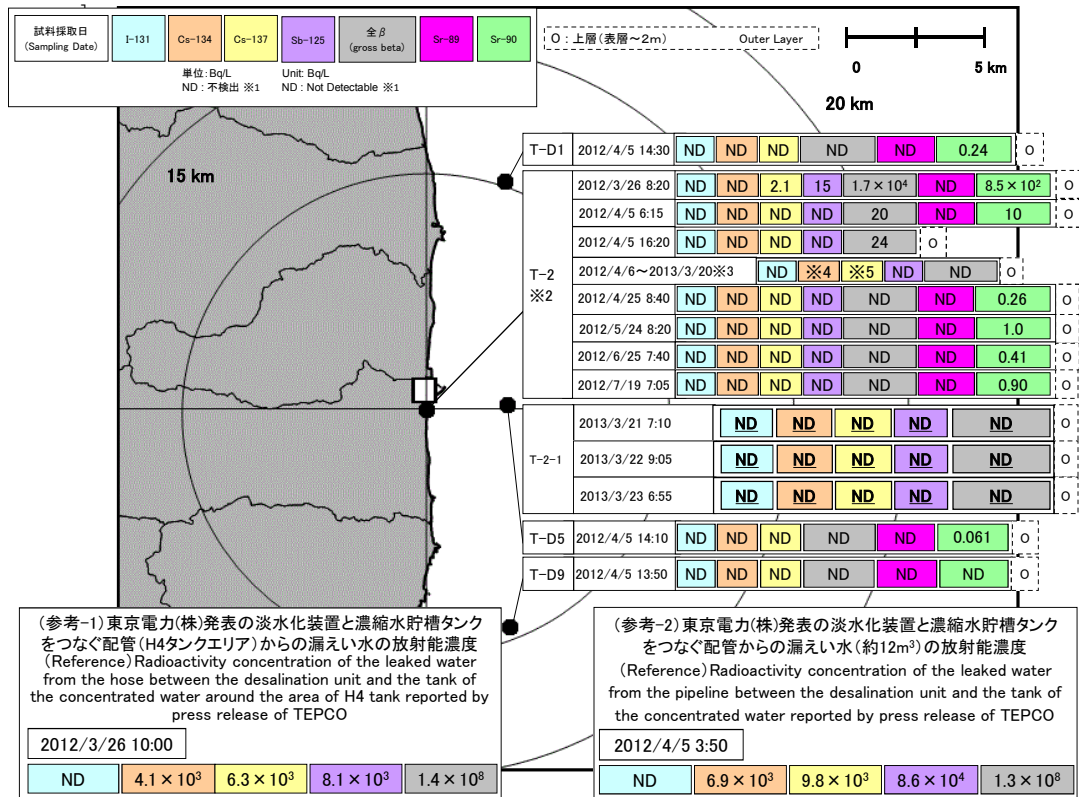 試料採取日
(Sampling Date)
I-131
Cs-134
Cs-137
Sb-125
全β
(gross beta)
Sr-89
Sr-90
単位:Bq/L
Unit: Bq/L
ND : 不検出 ※1
ND : Not Detectable ※1
O : 上層(表層～2m) Outer Layer
0 5 km
20 km
15 km
T-D1 2012/4/5 14:30 ND ND ND ND ND 0.24 O
T-2
※2
2012/3/26 8:20 ND ND 2.1 15 1.7×10⁴ ND 8.5×10² O
2012/4/5 6:15 ND ND ND ND 20 ND 10 O
2012/4/5 16:20 ND ND ND ND 24 O
2012/4/6～2013/3/20※3 ND ※4 ※5 ND ND O
2012/4/25 8:40 ND ND ND ND ND ND 0.26 O
2012/5/24 8:20 ND ND ND ND ND ND 1.0 O
2012/6/25 7:40 ND ND ND ND ND ND 0.41 O
2012/7/19 7:05 ND ND ND ND ND ND 0.90 O
T-2-1
2013/3/21 7:10 ND ND ND ND ND O
2013/3/22 9:05 ND ND ND ND ND O
2013/3/23 6:55 ND ND ND ND ND O
T-D5 2012/4/5 14:10 ND ND ND ND ND 0.061 O
T-D9 2012/4/5 13:50 ND ND ND ND ND ND O
(参考-1)東京電力(株)発表の淡水化装置と濃縮水貯槽タンク
をつなぐ配管(H4タンクエリア)からの漏えい水の放射能濃度
(Reference)Radioactivity concentration of the leaked water
from the hose between the desalination unit and the tank of
the concentrated water around the area of H4 tank reported by
press release of TEPCO
2012/3/26 10:00
ND 4.1×10³ 6.3×10³ 8.1×10³ 1.4×10⁸
(参考-2)東京電力(株)発表の淡水化装置と濃縮水貯槽タンク
をつなぐ配管からの漏えい水(約12m³)の放射能濃度
(Reference)Radioactivity concentration of the leaked water
from the pipeline between the desalination unit and the tank of
the concentrated water reported by press release of TEPCO
2012/4/5 3:50
ND 6.9×10³ 9.8×10³ 8.6×10⁴ 1.3×10⁸